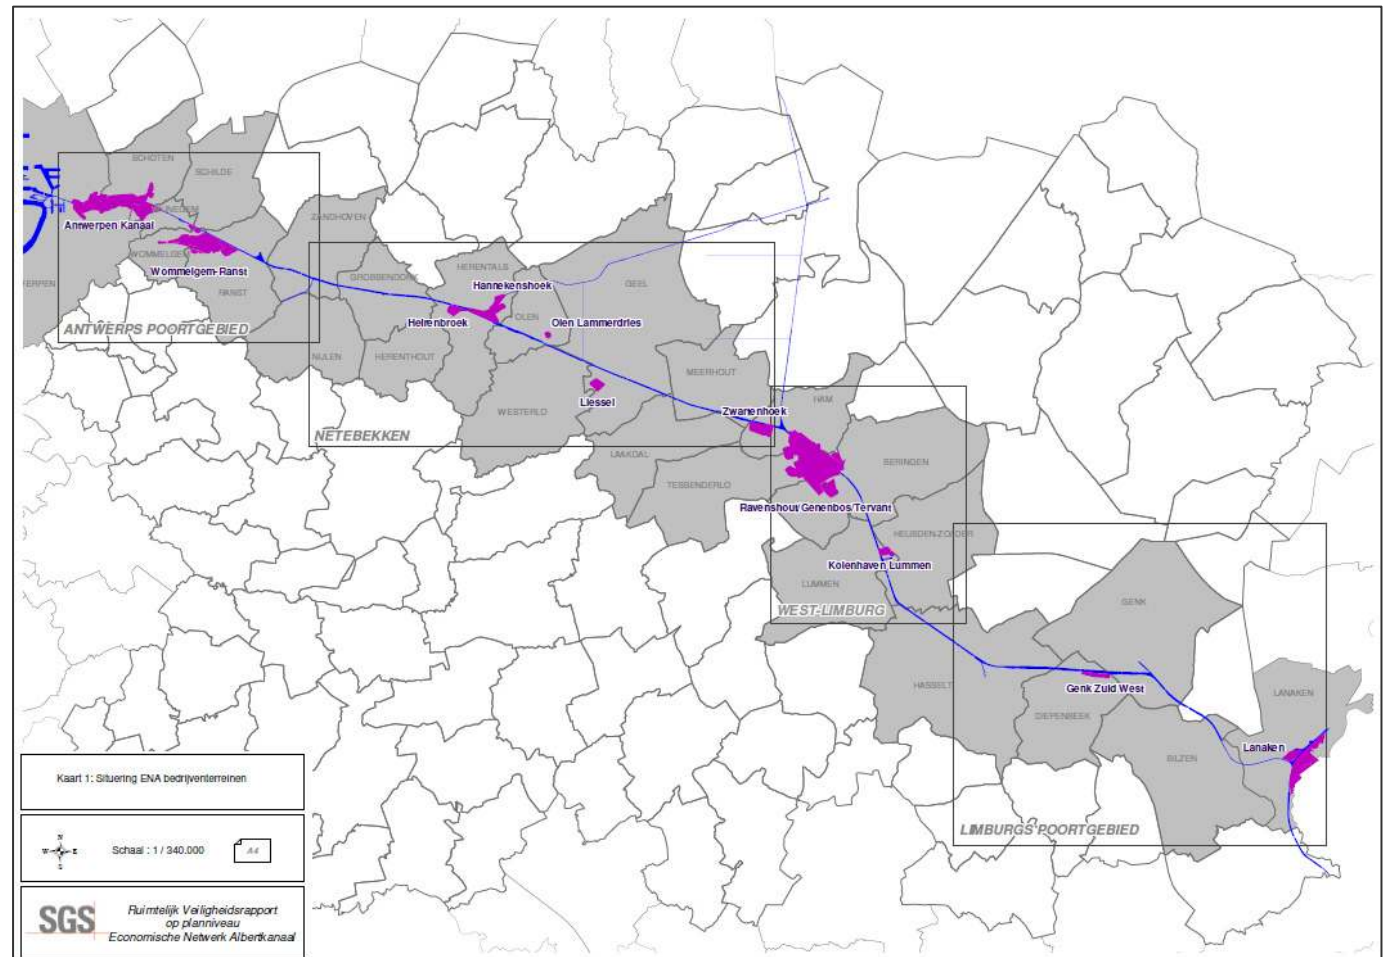 SCHOTEN
SCHILDE
Antwerpen Kanaal
WOMMELGEM
Wommelgem-Ranst
RANST
ERPEN
ANTWERPS POORTGEBIED
ZANDHOVEN
GROBBENDONK
HERENTALS
Hannekenshoek
GEEL
Heirenbroek
OLEN
Olen Lammerdries
NIJLEN
HERENTHOUT
MEERHOUT
Liessel
WESTERLO
NETEBEKKEN
HAM
Zwanenhoek
LAAKDAL
TESSENDERLO
BERINGEN
Ravenshout/Genenbos/Tervant
HEUSDEN-ZOLDER
Kolenhaven Lummen
LUMMEN
WEST-LIMBURG
GENK
HASSELT
Genk Zuid West
DIEPENBEEK
LANAKEN
Lanaken
BILZEN
LIMBURGS POORTGEBIED
Kaart 1: Situering ENA bedrijventerreinen
N
W E
S
Schaal : 1 / 340.000
A4
SGS
Ruimtelijk Veiligheidsrapport
op planniveau
Economische Netwerk Albertkanaal